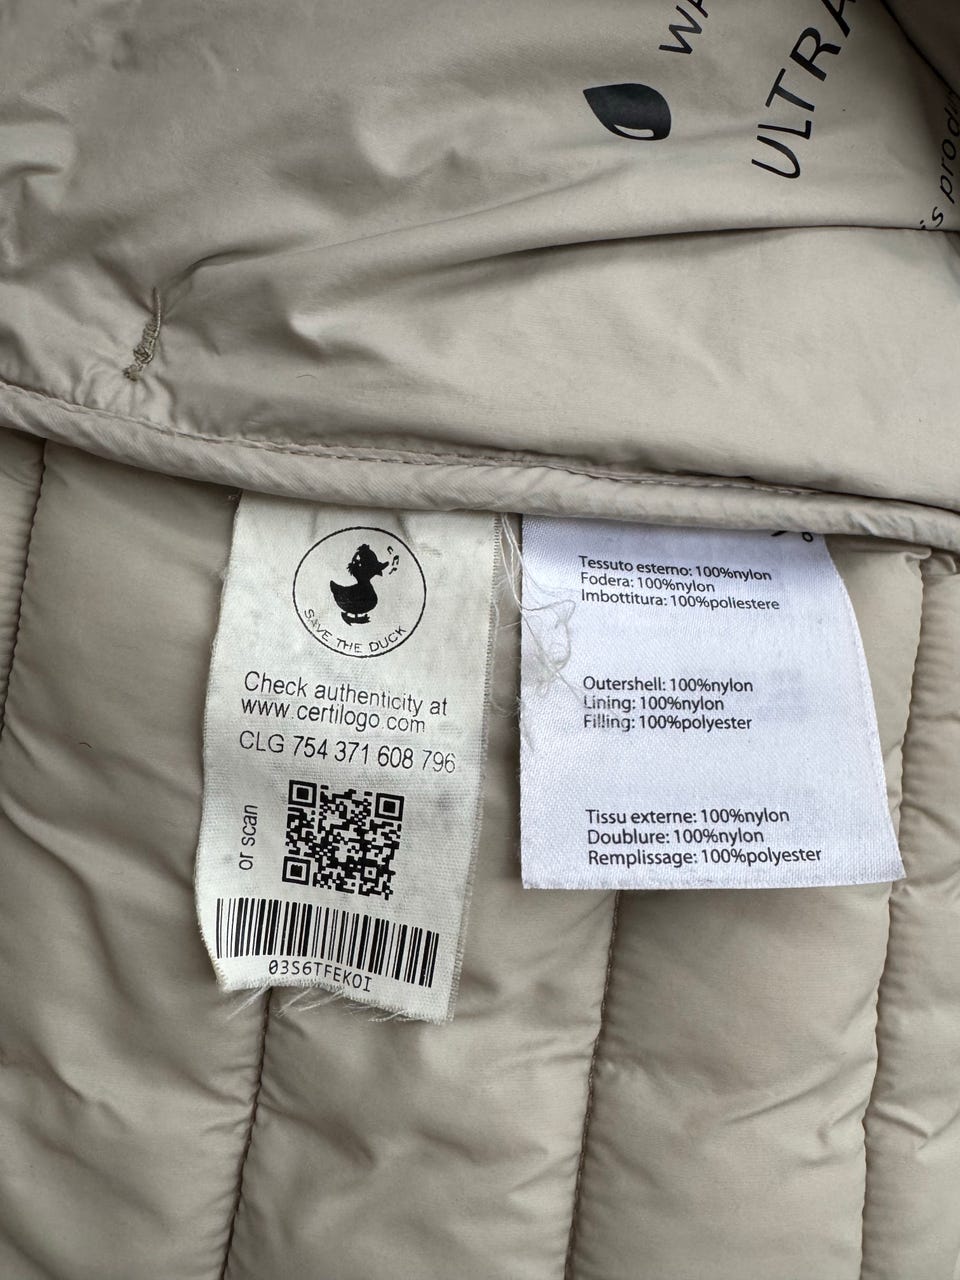 ULTRA
SAVE THE DUCK
Check authenticity at
www.certilogo.com
CLG 754 371 608 796
or scan
03S6TFEKOI
Tessuto esterno: 100%nylon
Fodera: 100%nylon
Imbottitura: 100%poliestere
Outershell: 100%nylon
Lining: 100%nylon
Filling: 100%polyester
Tissu externe: 100%nylon
Doublure: 100%nylon
Remplissage: 100%polyester